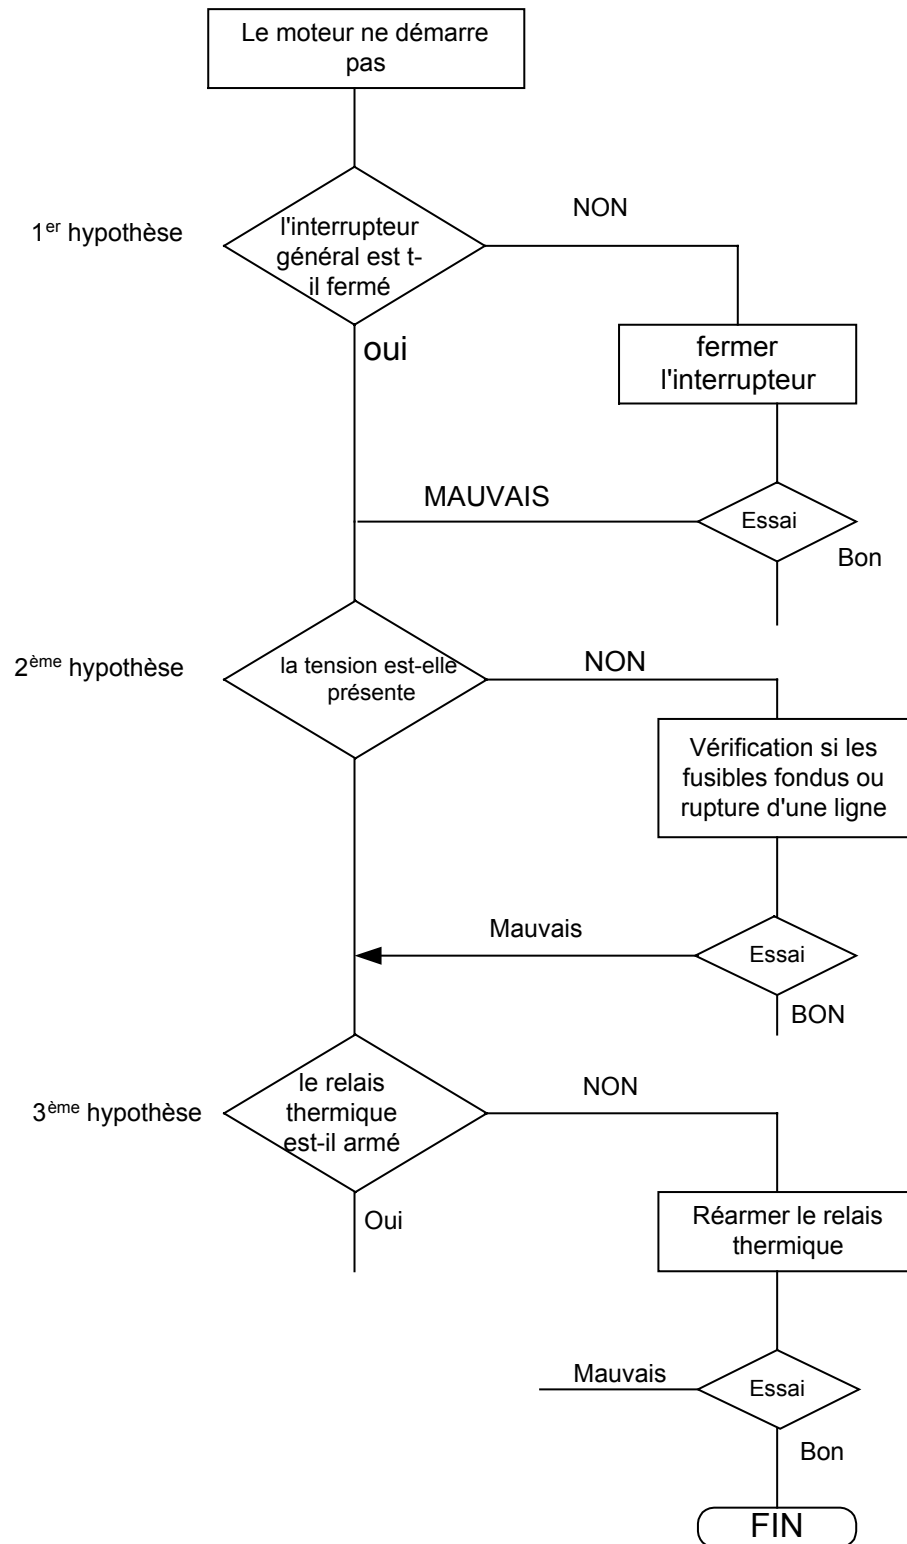 Le moteur ne démarre
pas
1er hypothèse
l'interrupteur
général est t-
il fermé
NON
oui
fermer
l'interrupteur
MAUVAIS
Essai
Bon
2ème hypothèse
la tension est-elle
présente
NON
Vérification si les
fusibles fondus ou
rupture d'une ligne
Mauvais
Essai
BON
3ème hypothèse
le relais
thermique
est-il armé
NON
Oui
Réarmer le relais
thermique
Mauvais
Essai
Bon
FIN